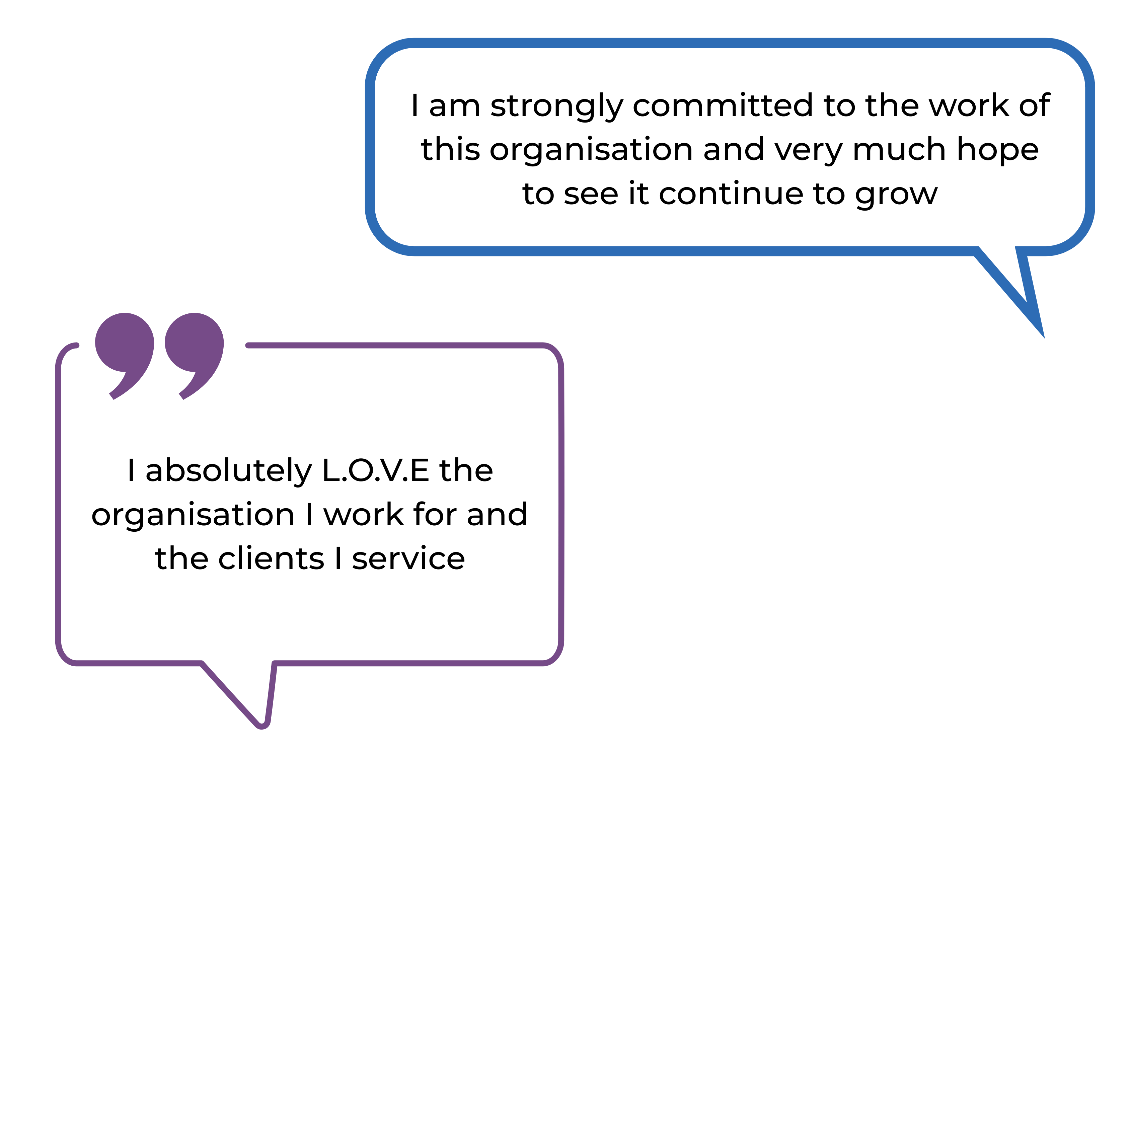 I am strongly committed to the work of
this organisation and very much hope
to see it continue to grow
I absolutely L.O.V.E the
organisation I work for and
the clients I service